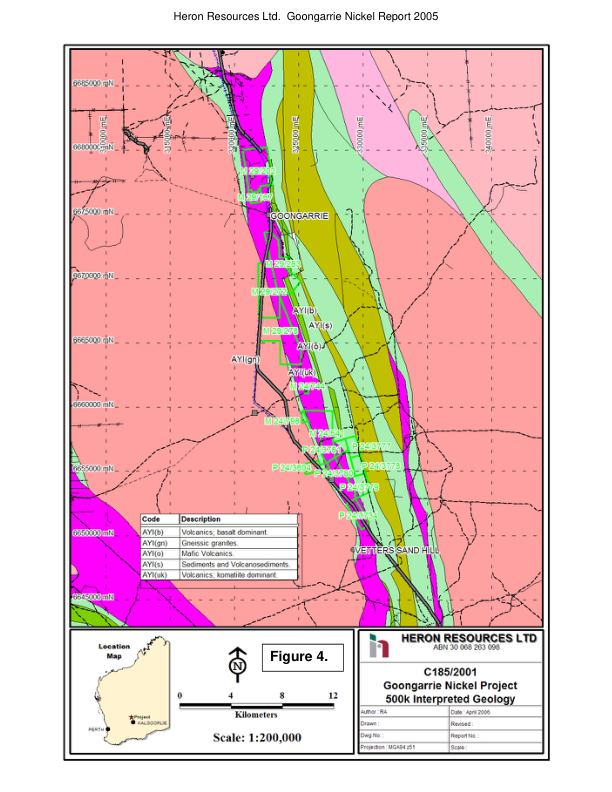 Heron Resources Ltd.  Goongarrie Nickel Report 2005
6685000 mN
315000 mE
320000 mE
325000 mE
330000 mE
335000 mE
340000 mE
6680000 mN
6675000 mN
GOONGARRIE
6670000 mN
AYI(b)
AYI(s)
6665000 mN
AYI(o)
AYI(gn)
AYI(uk)
6660000 mN
6655000 mN
6650000 mN
VETTERS SAND HILL
6645000 mN
Code Description
AYI(b) Volcanics; basalt dominant.
AYI(gn) Gneissic granites.
AYI(o) Mafic Volcanics.
AYI(s) Sediments and Volcanosediments.
AYI(uk) Volcanics; komatiite dominant.
Location
Map
Project
KALGOORLIE
PERTH
N
Figure 4.
0 4 8 12
Kilometers
Scale: 1:200,000
HERON RESOURCES LTD
ABN 30 068 263 098
C185/2001
Goongarrie Nickel Project
500k Interpreted Geology
Author : RA Date: April 2006
Drawn : Revised :
Dwg No : Report No :
Projection : MGA94 z51 Scale :